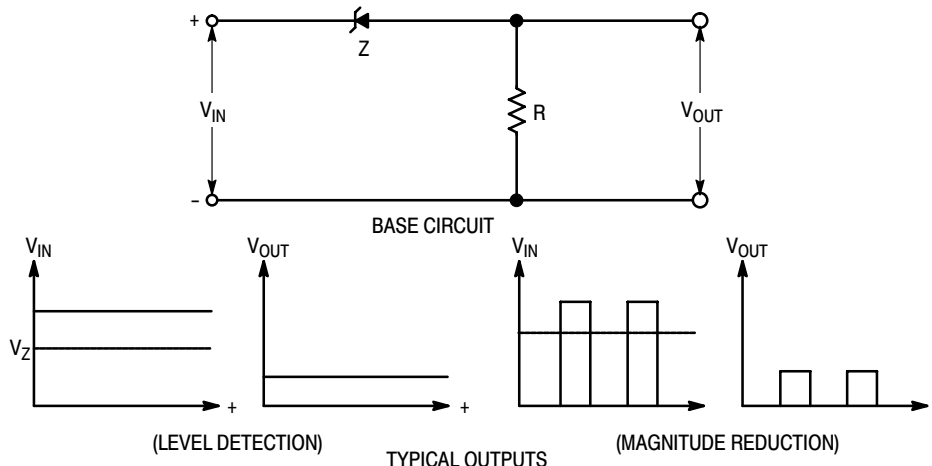 +
Z
V_IN
R
V_OUT
−
BASE CIRCUIT
V_IN
V_OUT
V_IN
V_OUT
V_Z
+
+
(LEVEL DETECTION)
(MAGNITUDE REDUCTION)
TYPICAL OUTPUTS